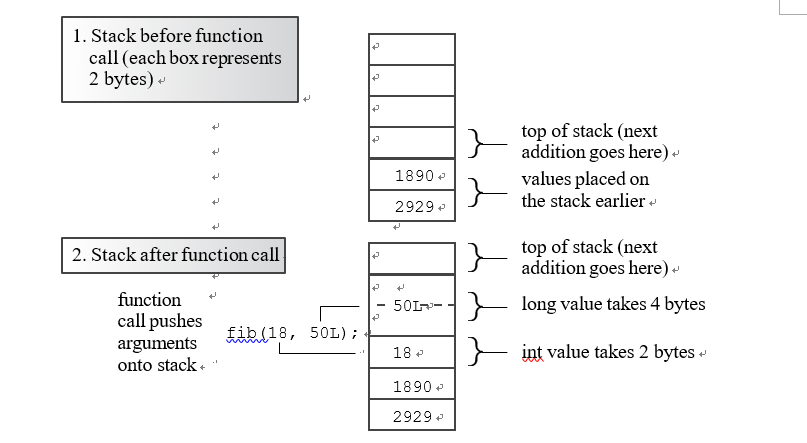 1. Stack before function
call (each box represents
2 bytes)
top of stack (next
addition goes here)
1890
values placed on
2929
the stack earlier
2. Stack after function call
top of stack (next
addition goes here)
function
call pushes
arguments
onto stack
fib(18, 50L);
50L
long value takes 4 bytes
18
int value takes 2 bytes
1890
2929